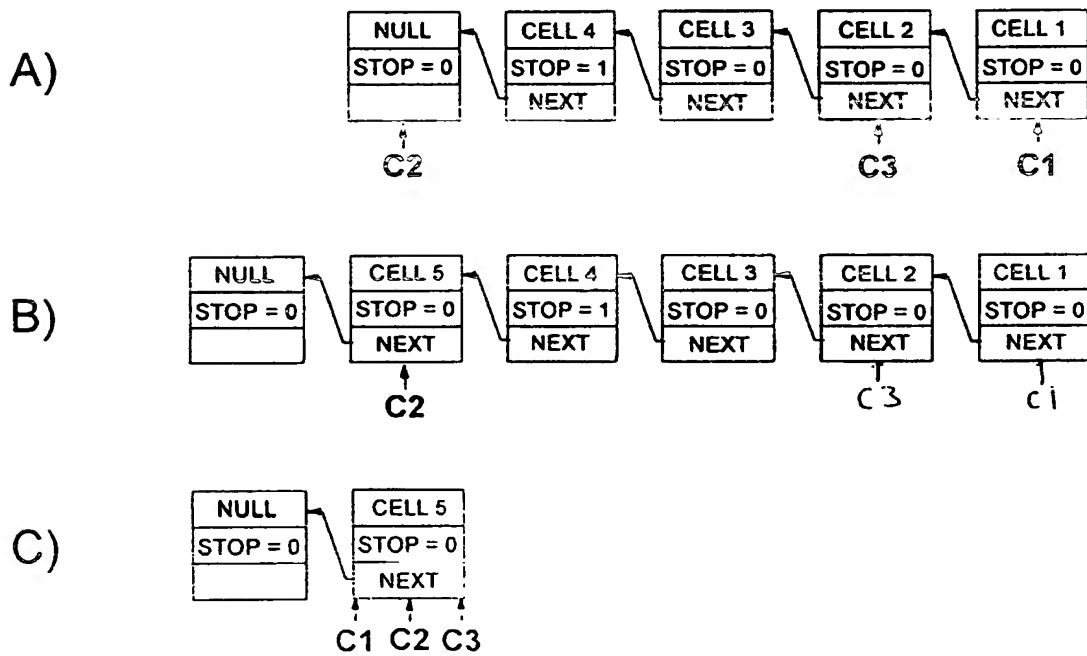 A)
NULL CELL 4 CELL 3 CELL 2 CELL 1
STOP = 0 STOP = 1 STOP = 0 STOP = 0 STOP = 0
NEXT NEXT NEXT NEXT
C2 C3 C1
B)
NULL CELL 5 CELL 4 CELL 3 CELL 2 CELL 1
STOP = 0 STOP = 0 STOP = 1 STOP = 0 STOP = 0 STOP = 0
NEXT NEXT NEXT NEXT NEXT
C2 C3 C1
C)
NULL CELL 5
STOP = 0 STOP = 0
NEXT
C1 C2 C3